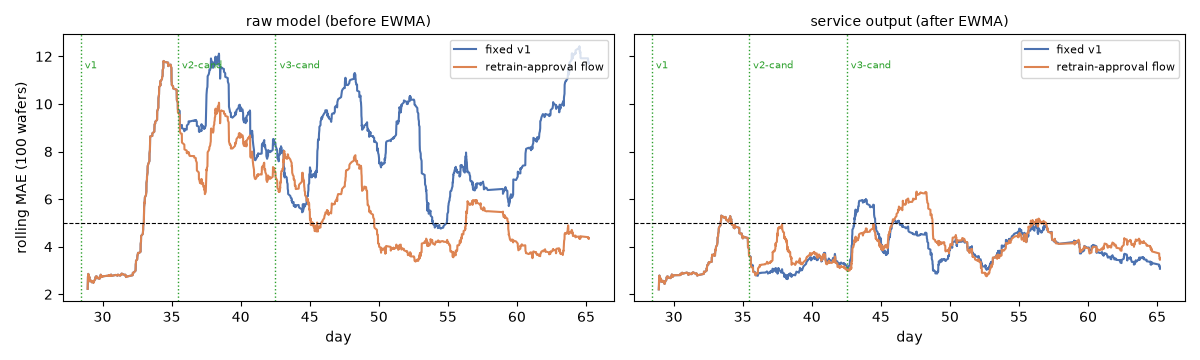 raw model (before EWMA)
rolling MAE (100 wafers)
12
10
8
6
4
2
v1
v2-cand
v3-cand
fixed v1
retrain-approval flow
30
35
40
45
50
55
60
65
day
service output (after EWMA)
v1
v2-cand
v3-cand
fixed v1
retrain-approval flow
30
35
40
45
50
55
60
65
day